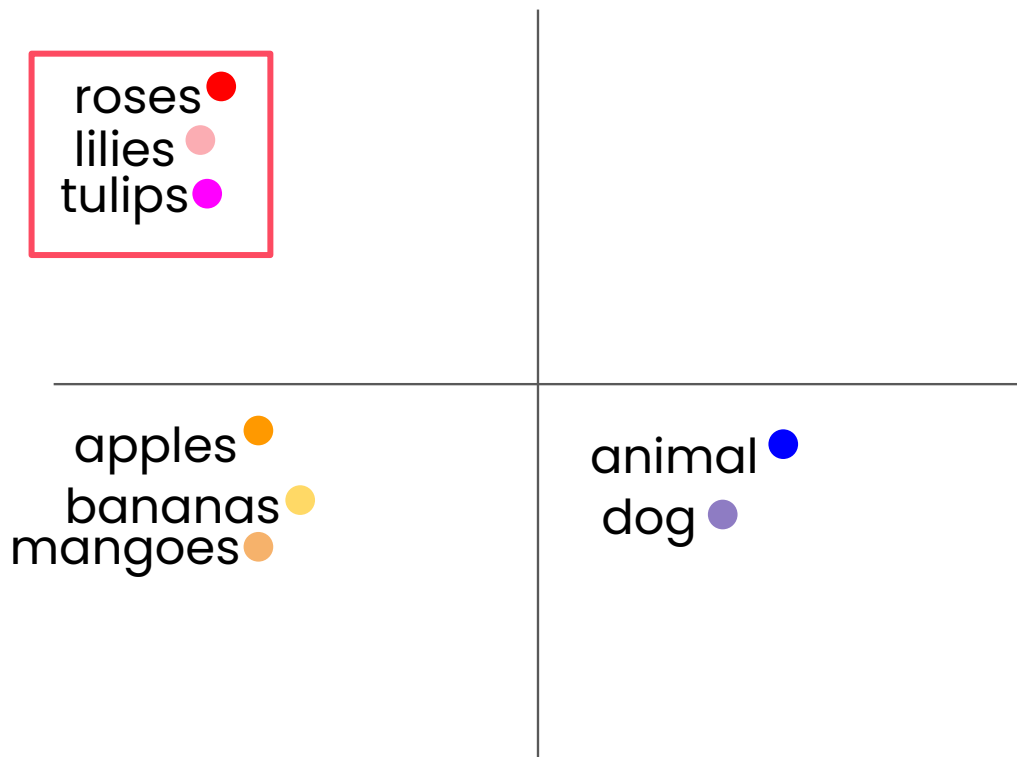 roses
lilies
tulips
apples
bananas
mangoes
animal
dog